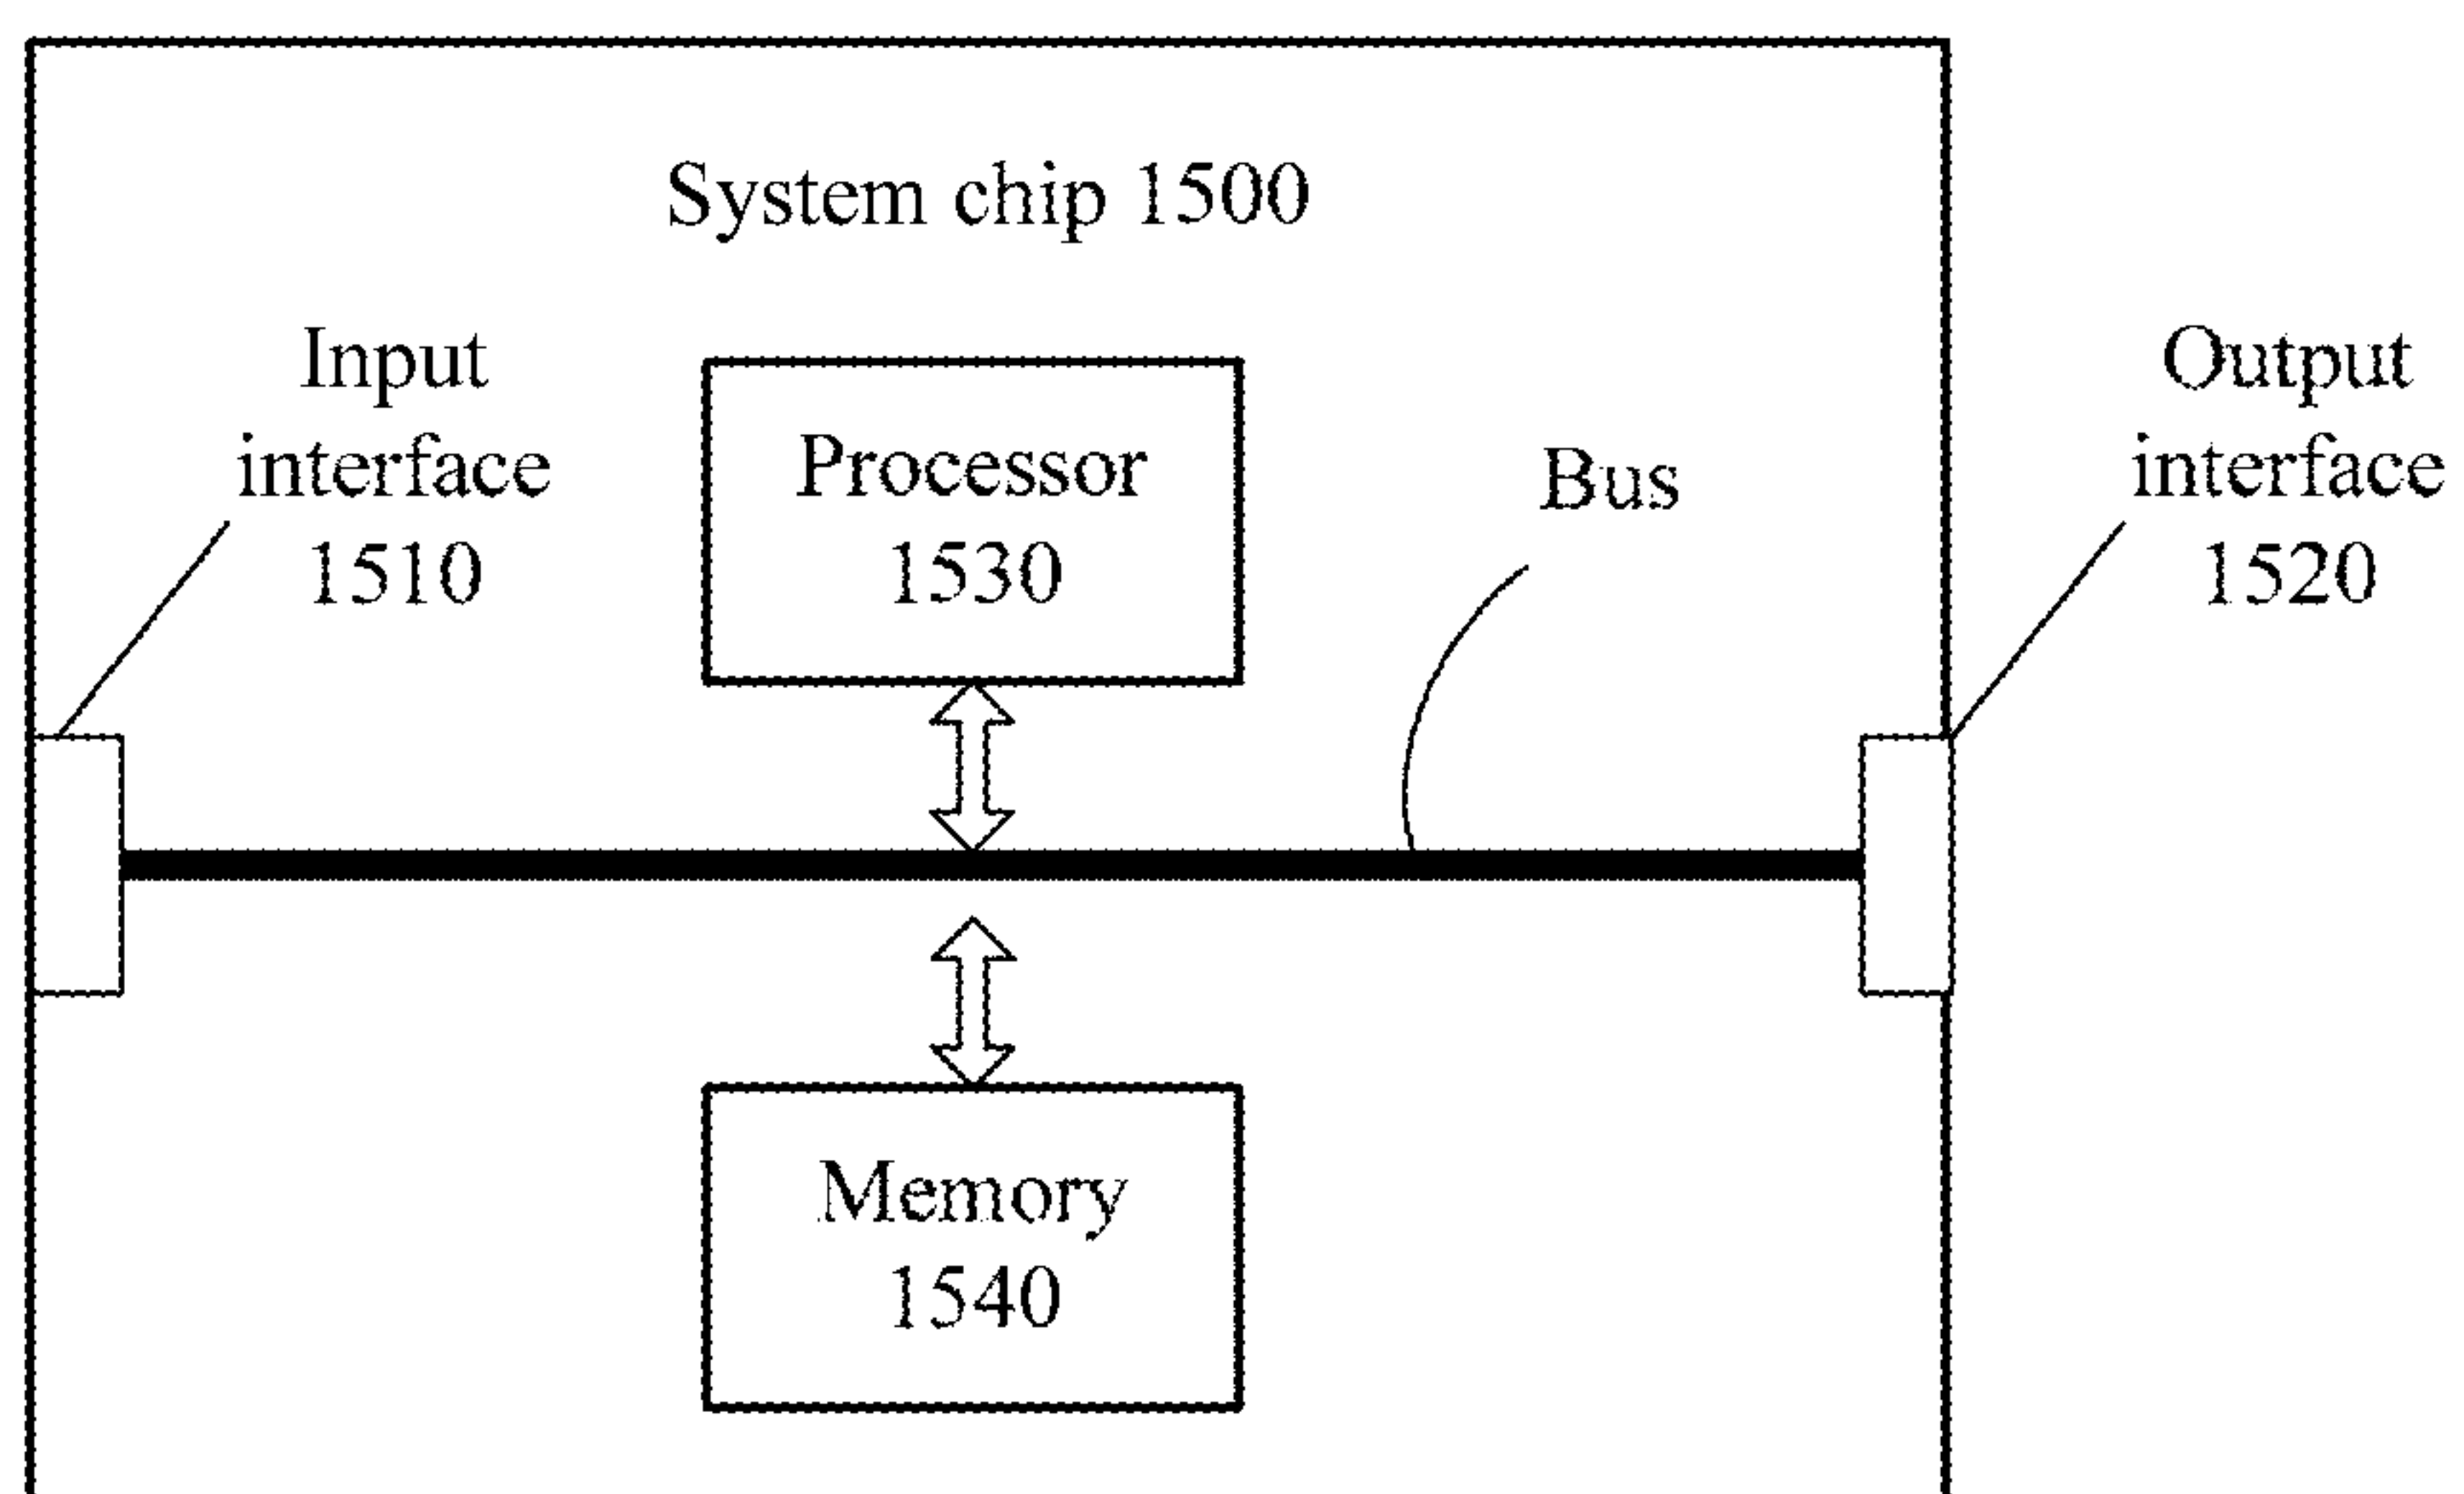 System chip 1500
Input
interface
1510
Processor
1530
Bus
Output
interface
1520
Memory
1540